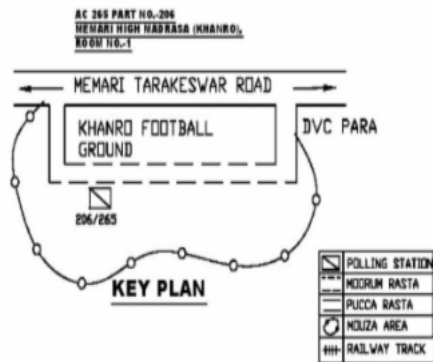 AC 265 PART NO.-206
MEMARI HIGH MADRASA (KHANRO),
ROOM NO.-1
MEMARI TARAKESWAR ROAD
KHANRO FOOTBALL
GROUND
DVC PARA
206/265
KEY PLAN
POLLING STATION
MOORUM RASTA
PUCCA RASTA
MOUZA AREA
RAILWAY TRACK